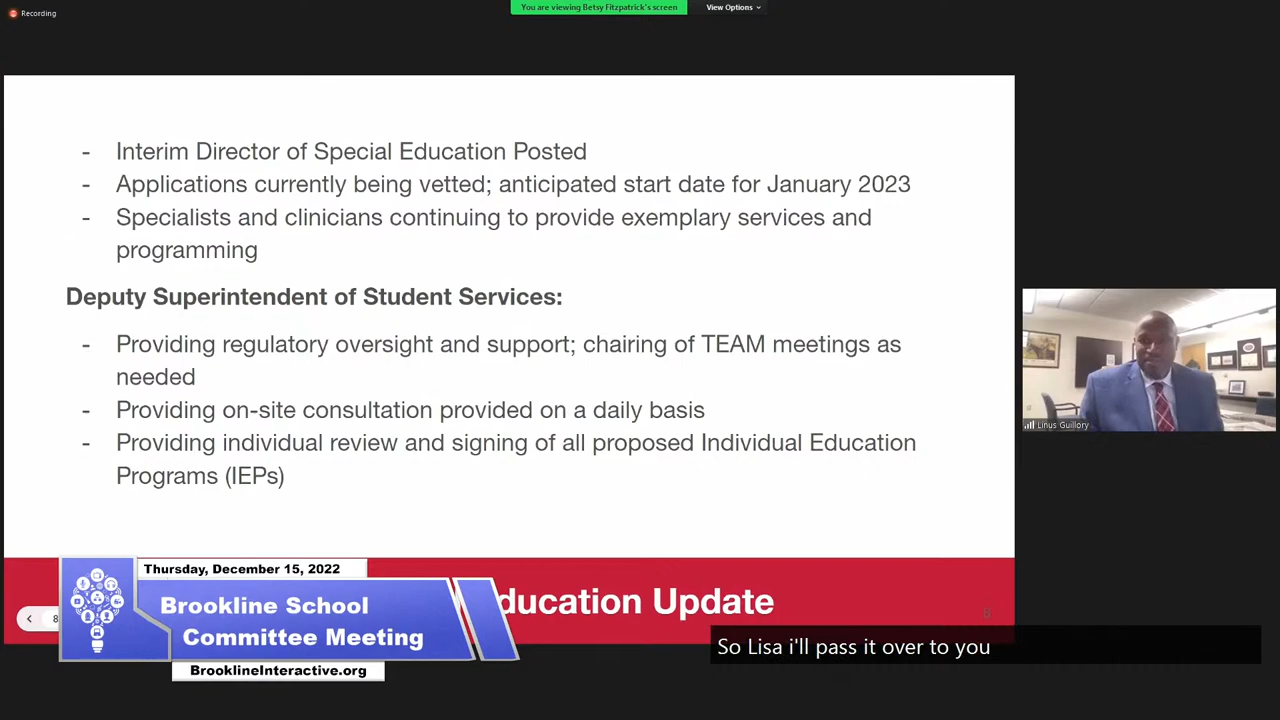 Recording
You are viewing Betsy Fitzpatrick's screen
View Options
- Interim Director of Special Education Posted
- Applications currently being vetted; anticipated start date for January 2023
- Specialists and clinicians continuing to provide exemplary services and
programming
Deputy Superintendent of Student Services:
- Providing regulatory oversight and support; chairing of TEAM meetings as
needed
- Providing on-site consultation provided on a daily basis
- Providing individual review and signing of all proposed Individual Education
Programs (IEPs)
Linus Guillory
Thursday, December 15, 2022
Brookline School
Committee Meeting
BrooklineInteractive.org
ducation Update
8
8
So Lisa i'll pass it over to you